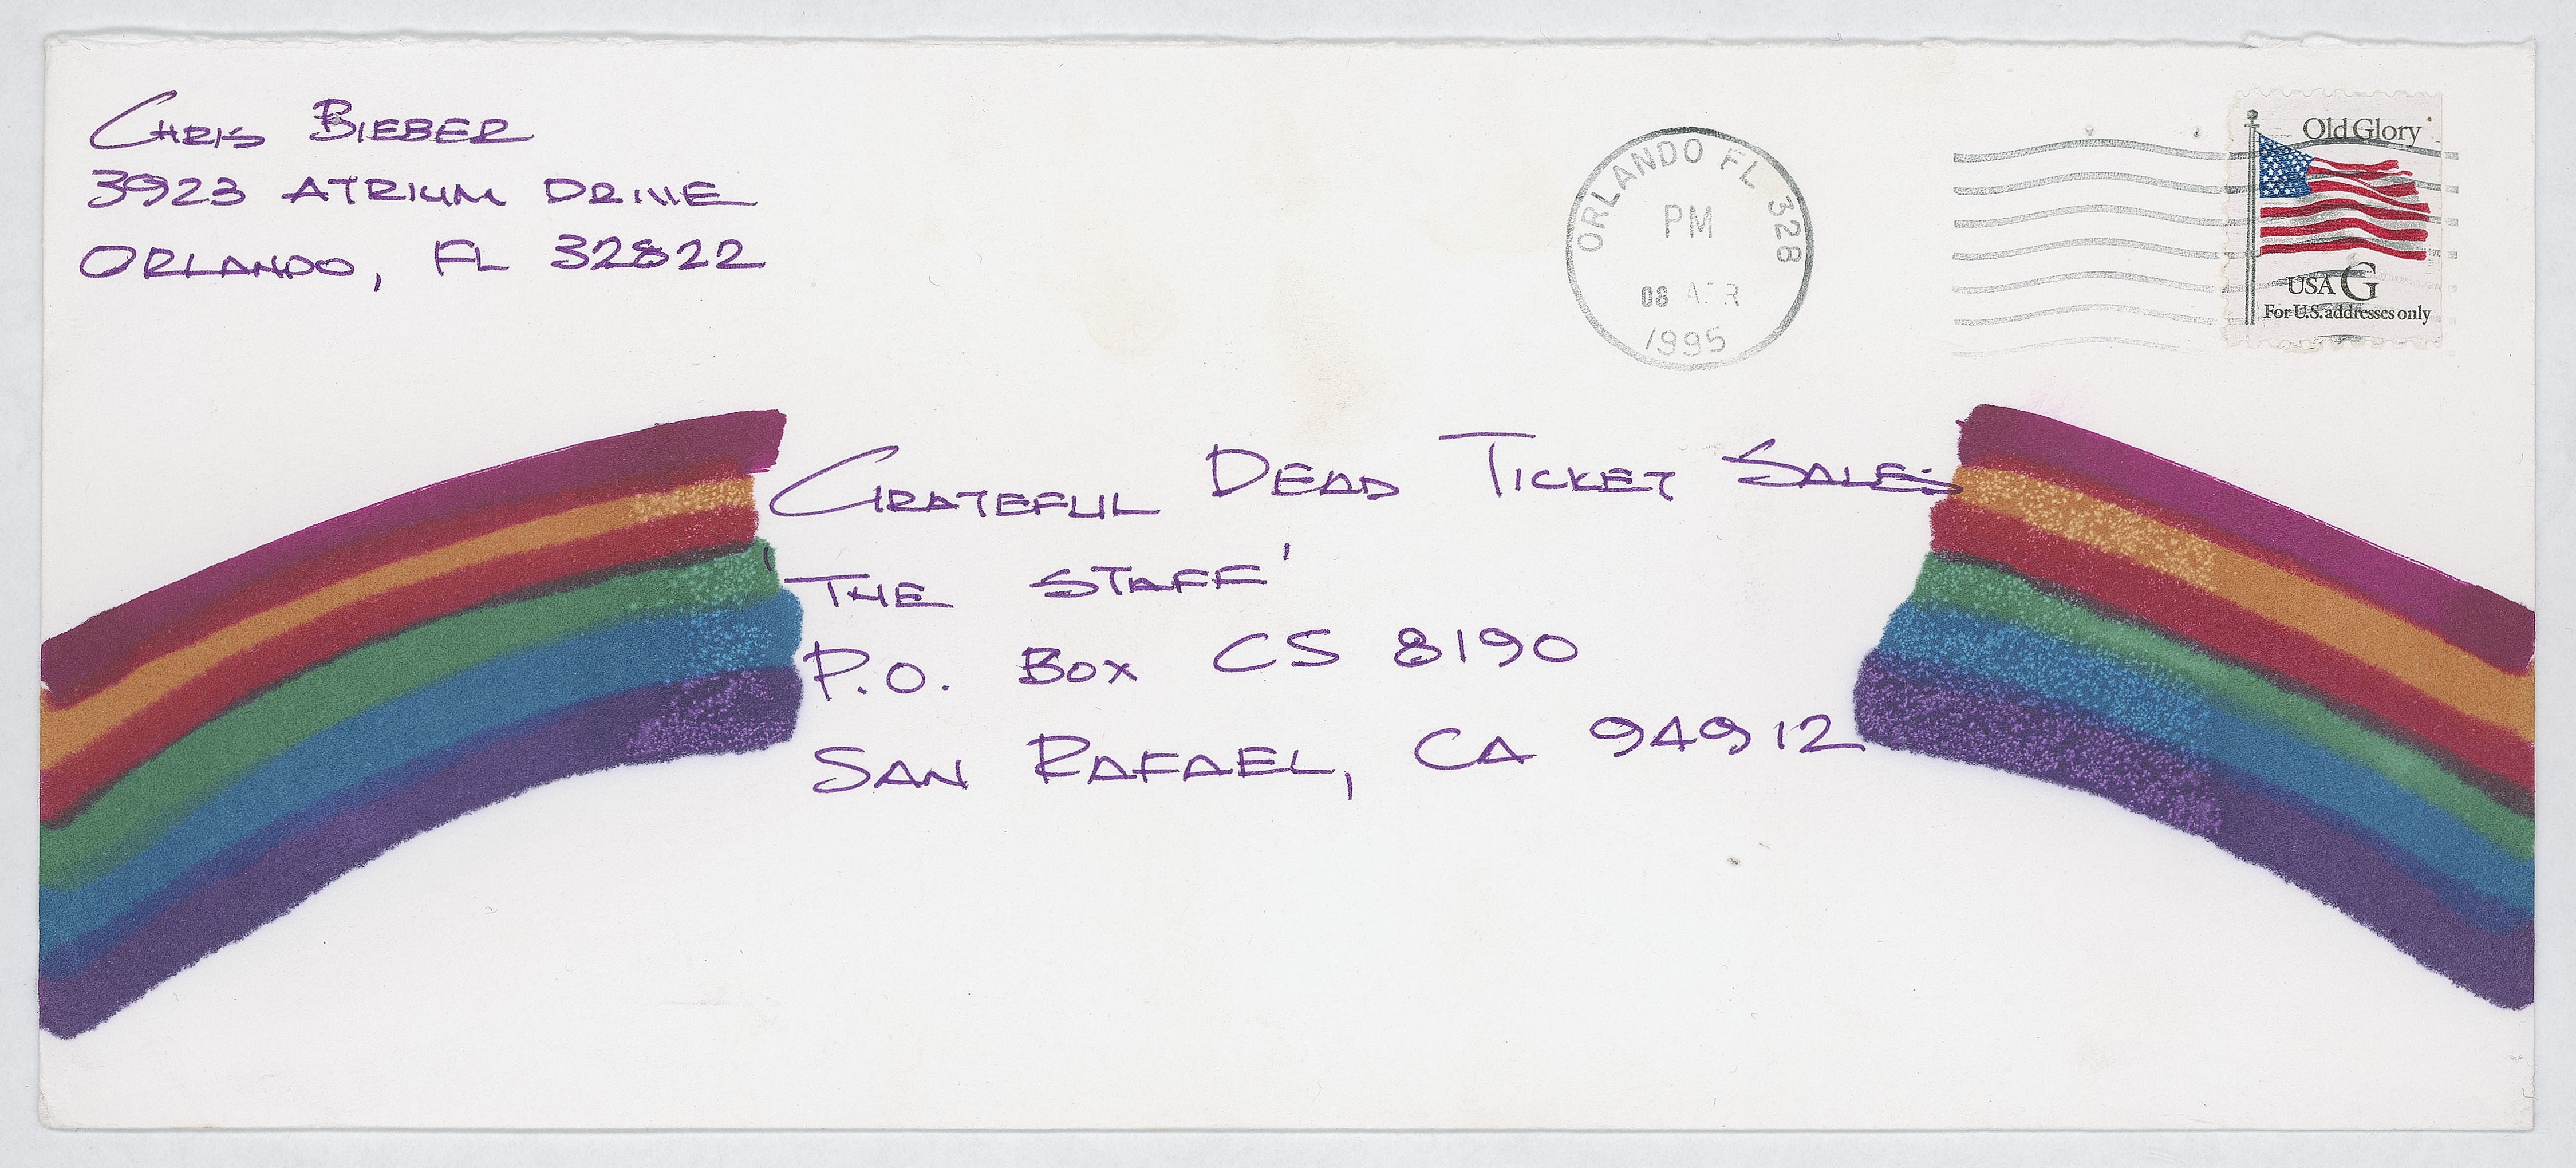 Chris Bieber
3923 Atrium Drive
Orlando, FL 32822
ORLANDO FL 328
PM
08 APR
1995
Old Glory
USA G
For U.S. addresses only
Grateful Dead Ticket Sales
'The Staff'
P.O. Box CS 8190
San Rafael, CA 94912